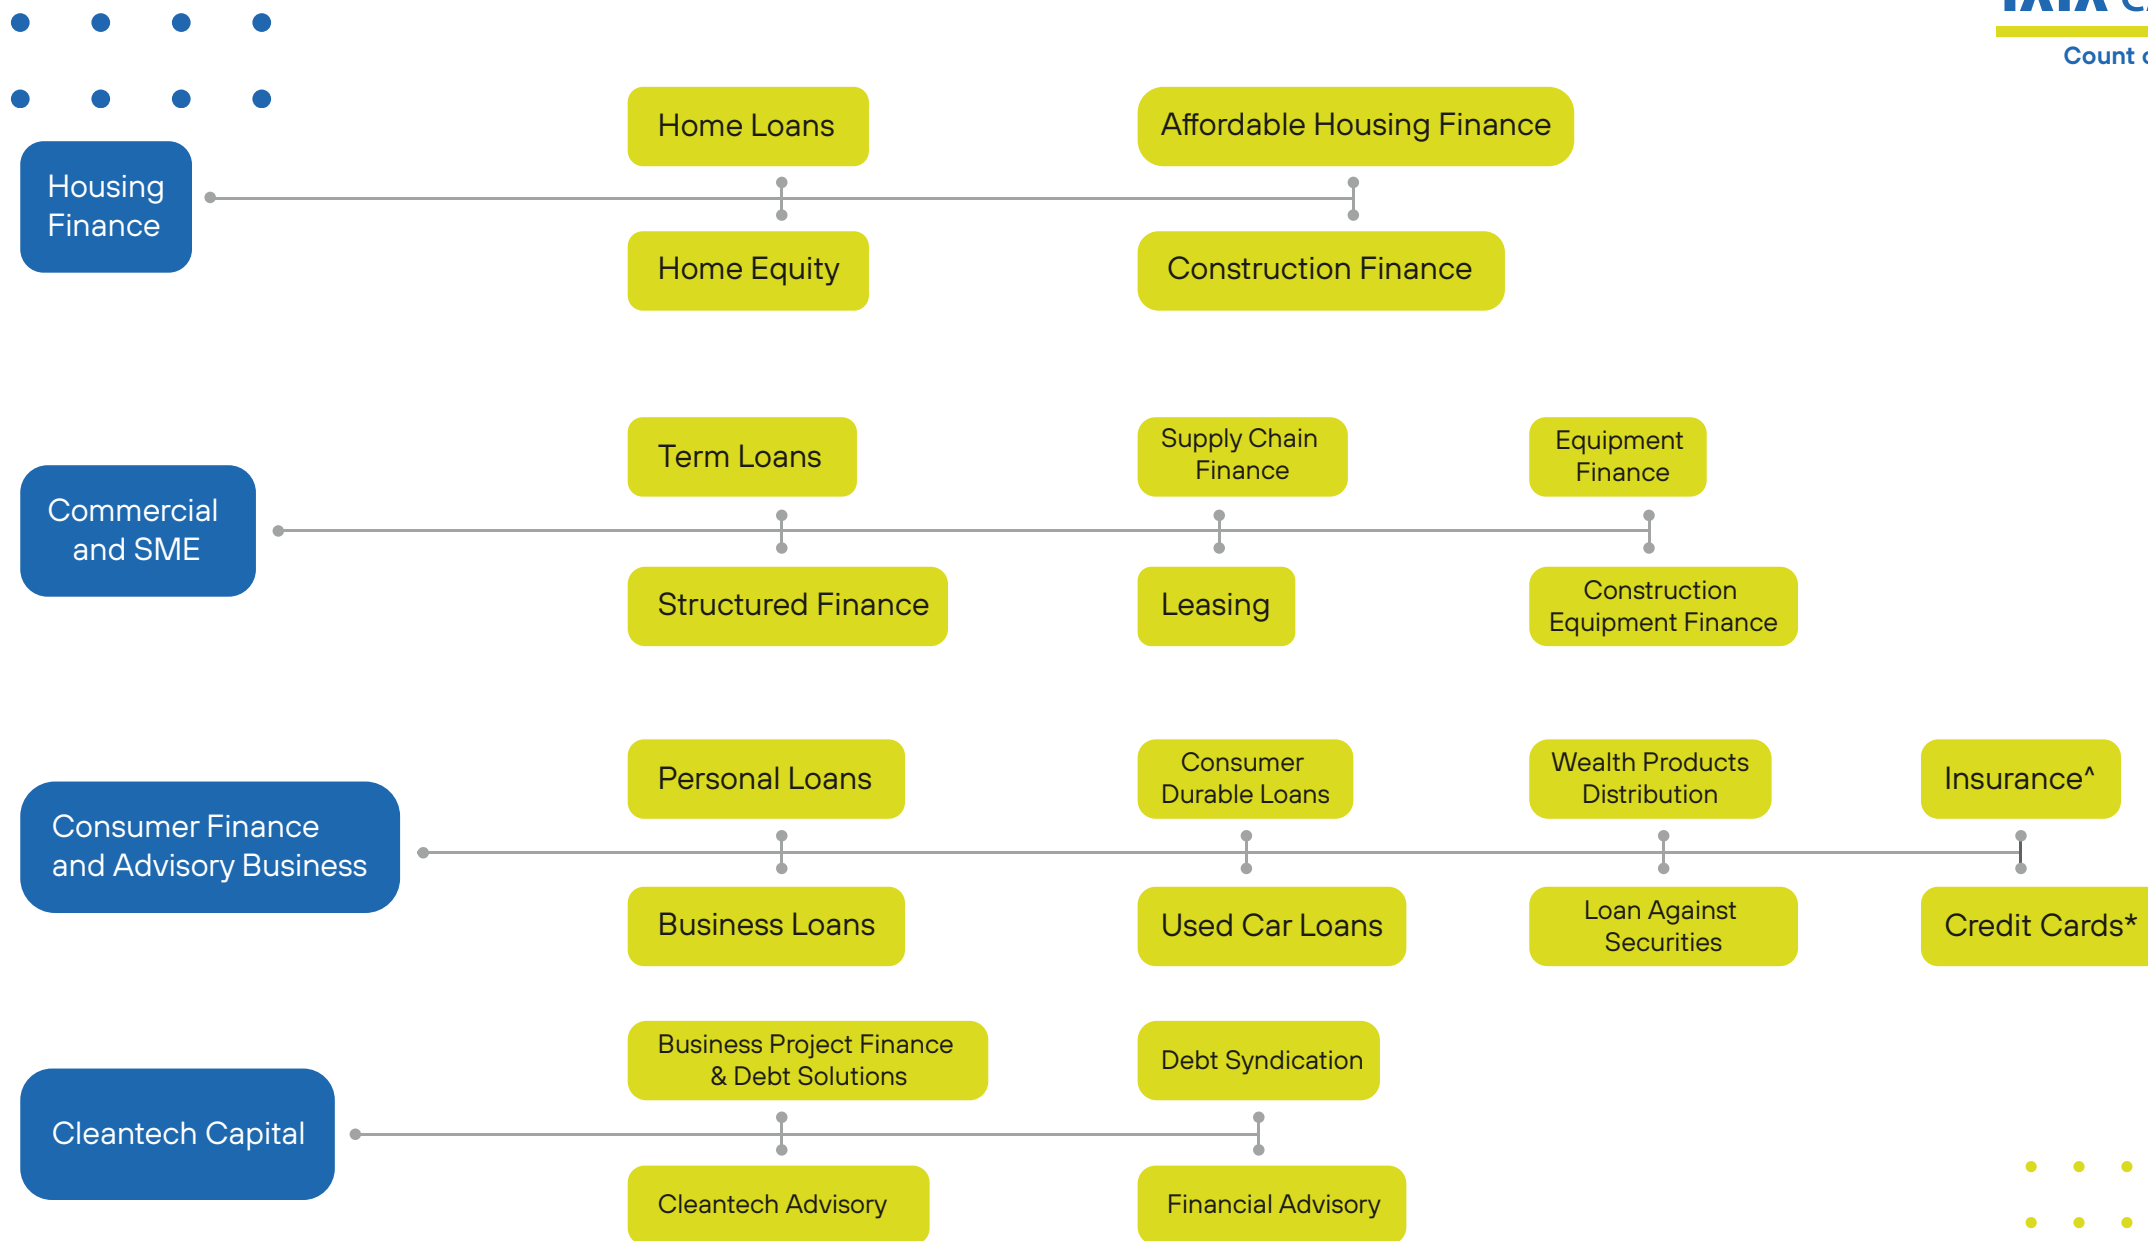 Count
Home Loans
Affordable Housing Finance
Housing
Finance
Home Equity
Construction Finance
Term Loans
Supply Chain
Finance
Equipment
Finance
Commercial
and SME
Structured Finance
Leasing
Construction
Equipment Finance
Personal Loans
Consumer
Durable Loans
Wealth Products
Distribution
Insurance^
Consumer Finance
and Advisory Business
Business Loans
Used Car Loans
Loan Against
Securities
Credit Cards*
Business Project Finance
& Debt Solutions
Debt Syndication
Cleantech Capital
Cleantech Advisory
Financial Advisory